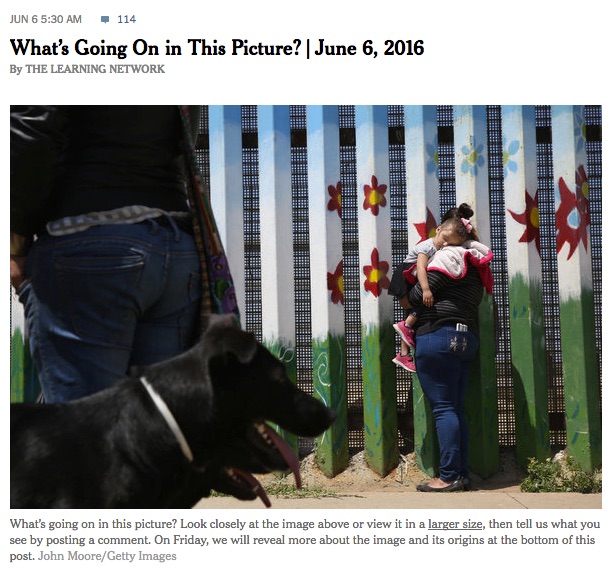 JUN 6 5:30 AM 114
What's Going On in This Picture? | June 6, 2016
By THE LEARNING NETWORK
What's going on in this picture? Look closely at the image above or view it in a larger size, then tell us what you
see by posting a comment. On Friday, we will reveal more about the image and its origins at the bottom of this
post. John Moore/Getty Images